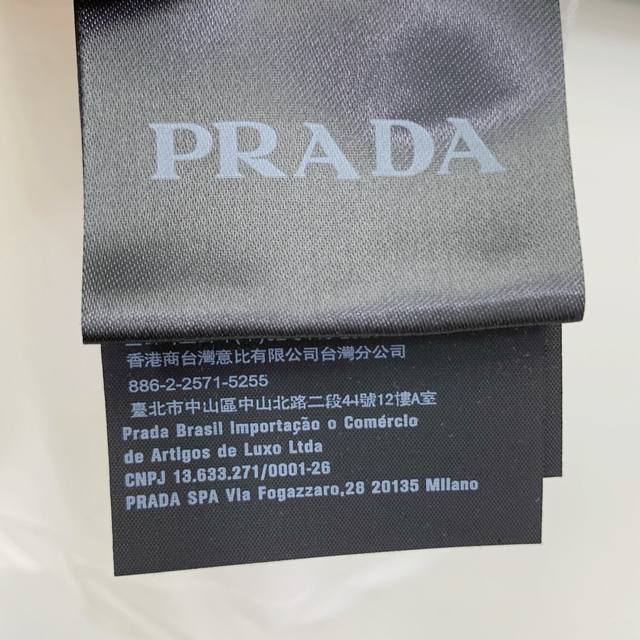 PRADA
香港商台灣意比有限公司台灣分公司
886-2-2571-5255
臺北市中山區中山北路二段44號12樓A室
Prada Brasil Importação o Comércio
de Artigos de Luxo Ltda
CNPJ 13.633.271/0001-26
PRADA SPA Via Fogazzaro,28 20135 Milano